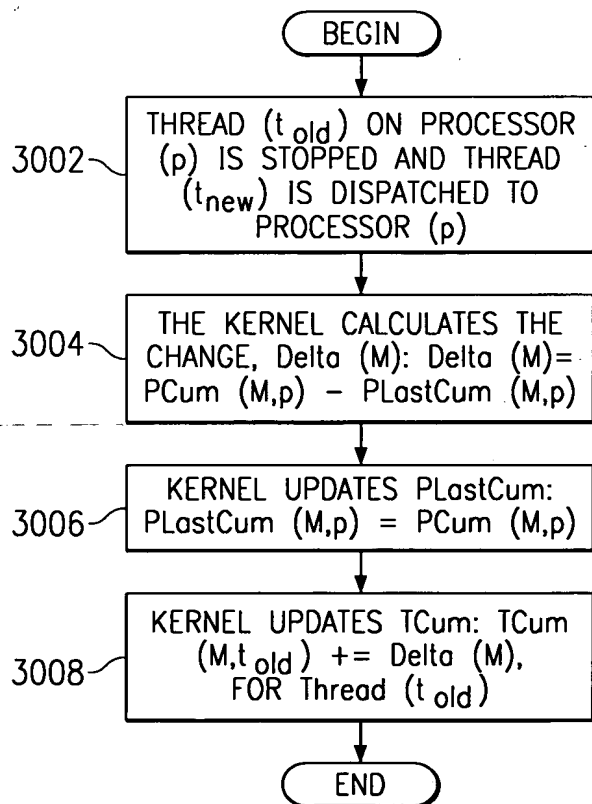 BEGIN
THREAD (t old) ON PROCESSOR
(p) IS STOPPED AND THREAD
(tnew) IS DISPATCHED TO
PROCESSOR (p)
3002
THE KERNEL CALCULATES THE
CHANGE, Delta (M): Delta (M)=
PCum (M,p) – PLastCum (M,p)
3004
KERNEL UPDATES PLastCum:
PLastCum (M,p) = PCum (M,p)
3006
KERNEL UPDATES TCum: TCum
(M,t old) += Delta (M),
FOR Thread (t old)
3008
END